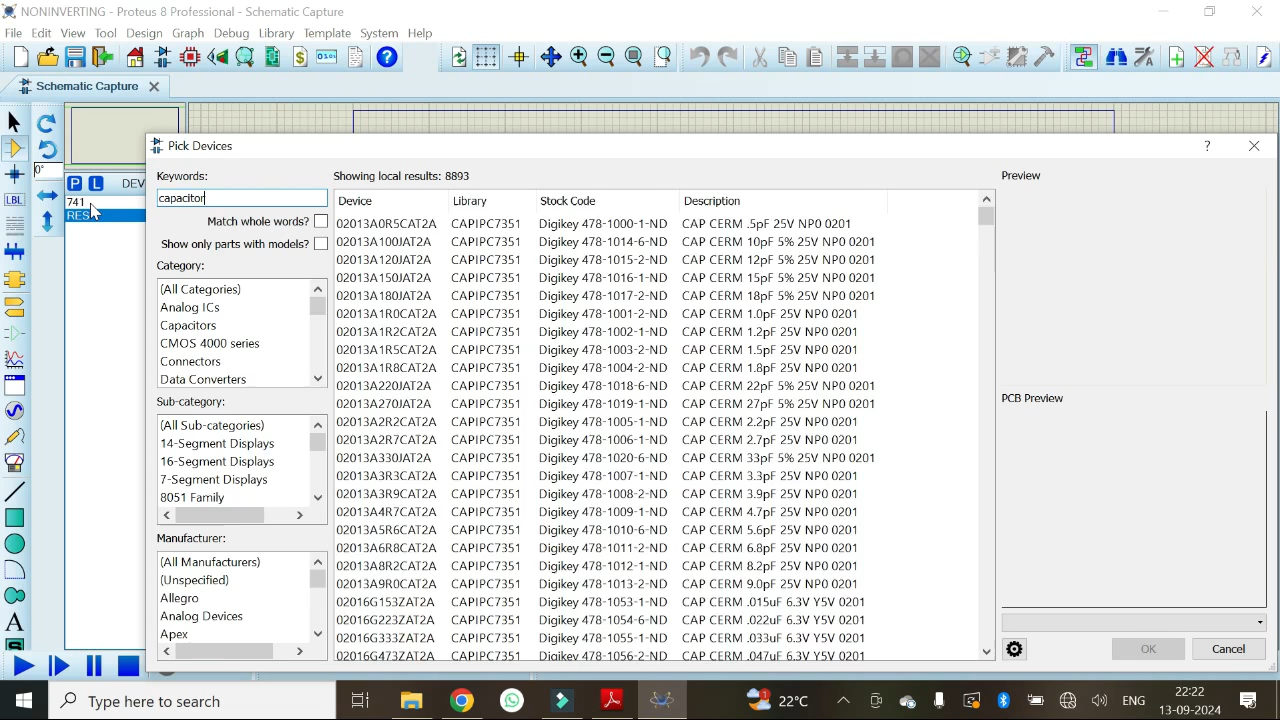 NONINVERTING - Proteus 8 Professional - Schematic Capture
File Edit View Tool Design Graph Debug Library Template System Help
Schematic Capture
Pick Devices
Keywords:
capacitor
Match whole words?
Show only parts with models?
Category:
(All Categories)
Analog ICs
Capacitors
CMOS 4000 series
Connectors
Data Converters
Sub-category:
(All Sub-categories)
14-Segment Displays
16-Segment Displays
7-Segment Displays
8051 Family
Manufacturer:
(All Manufacturers)
(Unspecified)
Allegro
Analog Devices
Apex
Showing local results: 8893
Device Library Stock Code Description
02013A0R5CAT2A CAPIPC7351 Digikey 478-1000-1-ND CAP CERM .5pF 25V NP0 0201
02013A100JAT2A CAPIPC7351 Digikey 478-1014-6-ND CAP CERM 10pF 5% 25V NP0 0201
02013A120JAT2A CAPIPC7351 Digikey 478-1015-2-ND CAP CERM 12pF 5% 25V NP0 0201
02013A150JAT2A CAPIPC7351 Digikey 478-1016-1-ND CAP CERM 15pF 5% 25V NP0 0201
02013A180JAT2A CAPIPC7351 Digikey 478-1017-2-ND CAP CERM 18pF 5% 25V NP0 0201
02013A1R0CAT2A CAPIPC7351 Digikey 478-1001-2-ND CAP CERM 1.0pF 25V NP0 0201
02013A1R2CAT2A CAPIPC7351 Digikey 478-1002-1-ND CAP CERM 1.2pF 25V NP0 0201
02013A1R5CAT2A CAPIPC7351 Digikey 478-1003-2-ND CAP CERM 1.5pF 25V NP0 0201
02013A1R8CAT2A CAPIPC7351 Digikey 478-1004-2-ND CAP CERM 1.8pF 25V NP0 0201
02013A220JAT2A CAPIPC7351 Digikey 478-1018-6-ND CAP CERM 22pF 5% 25V NP0 0201
02013A270JAT2A CAPIPC7351 Digikey 478-1019-1-ND CAP CERM 27pF 5% 25V NP0 0201
02013A2R2CAT2A CAPIPC7351 Digikey 478-1005-1-ND CAP CERM 2.2pF 25V NP0 0201
02013A2R7CAT2A CAPIPC7351 Digikey 478-1006-1-ND CAP CERM 2.7pF 25V NP0 0201
02013A330JAT2A CAPIPC7351 Digikey 478-1020-6-ND CAP CERM 33pF 5% 25V NP0 0201
02013A3R3CAT2A CAPIPC7351 Digikey 478-1007-1-ND CAP CERM 3.3pF 25V NP0 0201
02013A3R9CAT2A CAPIPC7351 Digikey 478-1008-2-ND CAP CERM 3.9pF 25V NP0 0201
02013A4R7CAT2A CAPIPC7351 Digikey 478-1009-1-ND CAP CERM 4.7pF 25V NP0 0201
02013A5R6CAT2A CAPIPC7351 Digikey 478-1010-6-ND CAP CERM 5.6pF 25V NP0 0201
02013A6R8CAT2A CAPIPC7351 Digikey 478-1011-2-ND CAP CERM 6.8pF 25V NP0 0201
02013A8R2CAT2A CAPIPC7351 Digikey 478-1012-1-ND CAP CERM 8.2pF 25V NP0 0201
02013A9R0CAT2A CAPIPC7351 Digikey 478-1013-2-ND CAP CERM 9.0pF 25V NP0 0201
02016G153ZAT2A CAPIPC7351 Digikey 478-1053-1-ND CAP CERM .015uF 6.3V Y5V 0201
02016G223ZAT2A CAPIPC7351 Digikey 478-1054-6-ND CAP CERM .022uF 6.3V Y5V 0201
02016G333ZAT2A CAPIPC7351 Digikey 478-1055-1-ND CAP CERM .033uF 6.3V Y5V 0201
02016G473ZAT2A CAPIPC7351 Digikey 478-1056-2-ND CAP CERM .047uF 6.3V Y5V 0201
Preview
PCB Preview
OK Cancel
0°
P L DEV
741
RES
LBL
A
S
Type here to search
1
22°C
ENG
22:22
13-09-2024